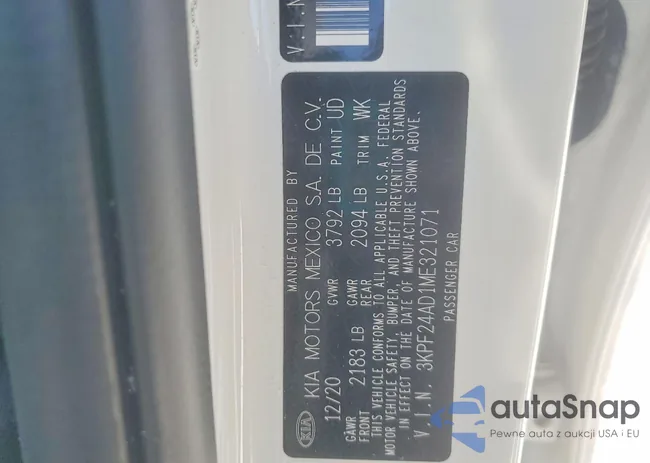 V.I.N
MANUFACTURED BY
KIA KIA MOTORS MEXICO S.A. DE C.V.
12/20 GVWR 3792 LB PAINT UD
GAWR FRONT 2183 LB GAWR REAR 2094 LB TRIM WK
THIS VEHICLE CONFORMS TO ALL APPLICABLE U.S.A. FEDERAL
MOTOR VEHICLE SAFETY, BUMPER, AND THEFT PREVENTION STANDARDS
IN EFFECT ON THE DATE OF MANUFACTURE SHOWN ABOVE.
V.I.N. 3KPF24AD1ME321071
PASSENGER CAR
autaSnap
Pewne auta z aukcji USA i EU